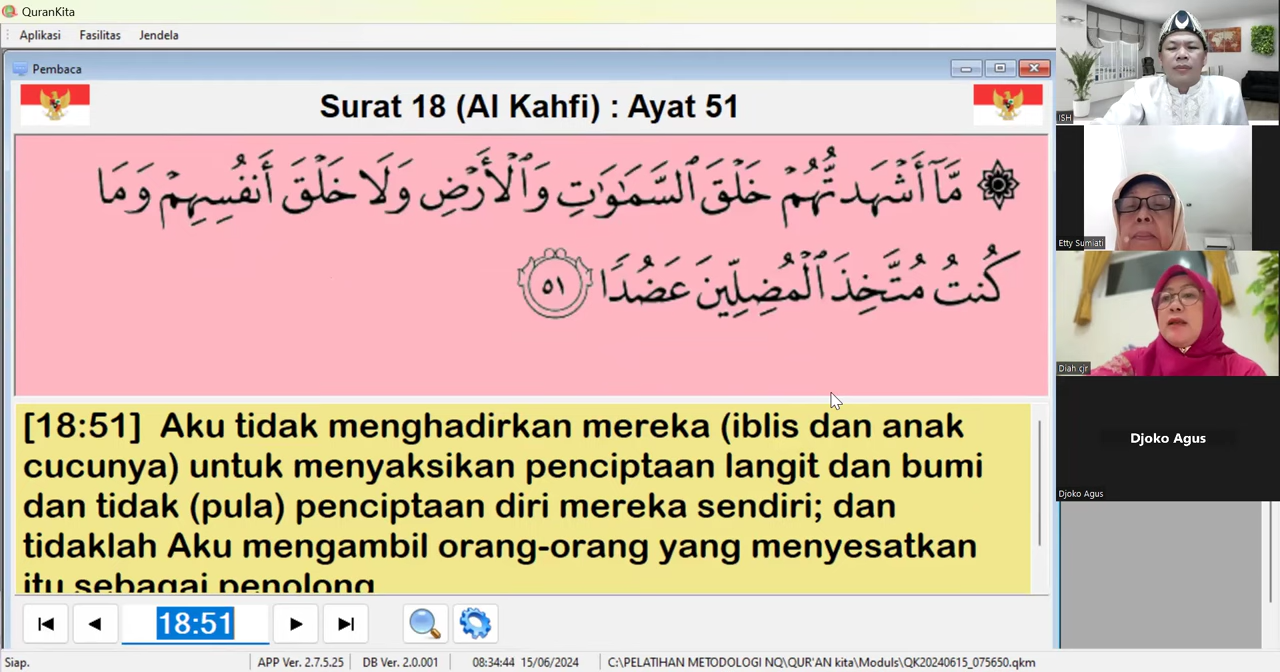 QuranKita
Aplikasi Fasilitas Jendela
Pembaca
Surat 18 (Al Kahfi) : Ayat 51
۞ مَّآ أَشْهَدتُّهُمْ خَلْقَ ٱلسَّمَـٰوَٰتِ وَٱلْأَرْضِ وَلَا خَلْقَ أَنفُسِهِمْ وَمَا
كُنتُ مُتَّخِذَ ٱلْمُضِلِّينَ عَضُدًا ٥١
[18:51] Aku tidak menghadirkan mereka (iblis dan anak
cucunya) untuk menyaksikan penciptaan langit dan bumi
dan tidak (pula) penciptaan diri mereka sendiri; dan
tidaklah Aku mengambil orang-orang yang menyesatkan
itu sebagai penolong
18:51
Siap. APP Ver. 2.7.5.25 DB Ver. 2.0.001 08:34:44 15/06/2024 C:\PELATIHAN METODOLOGI NQ\QUR'AN kita\Moduls\QK20240615_075650.qkm
ISH
Etty Sumiati
Diah cjr
Djoko Agus
Djoko Agus